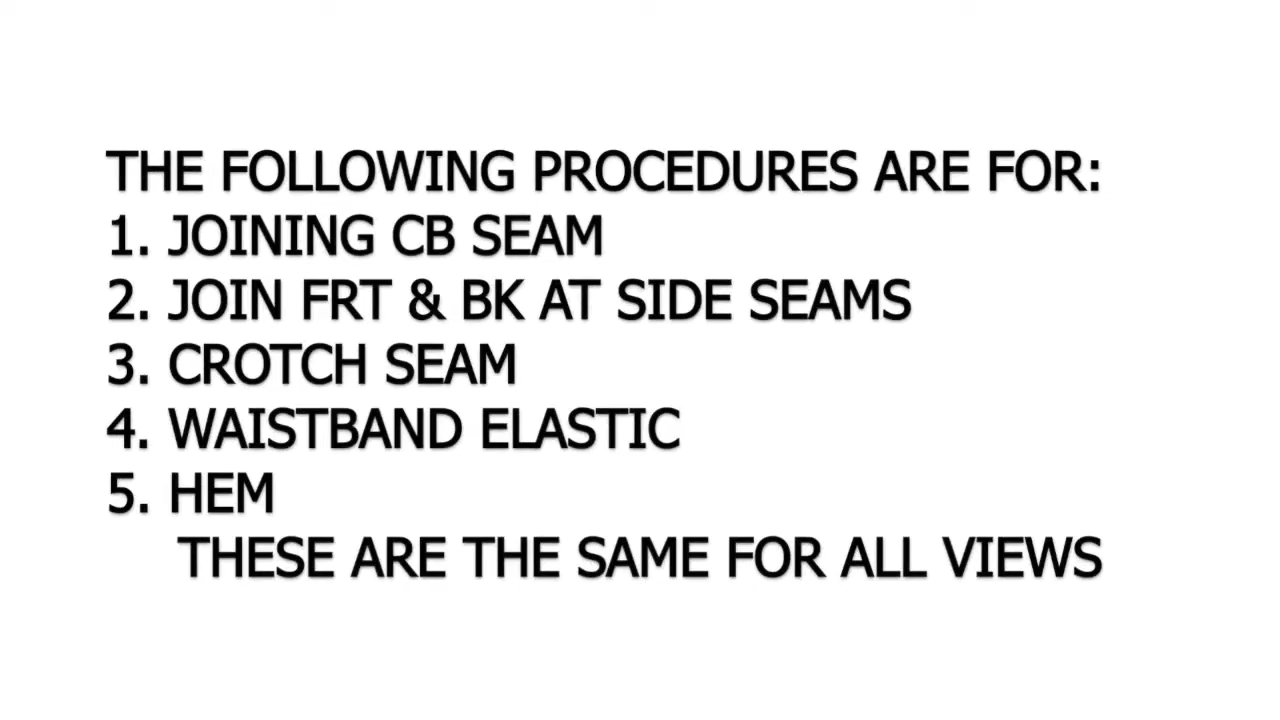 THE FOLLOWING PROCEDURES ARE FOR:
1. JOINING CB SEAM
2. JOIN FRT & BK AT SIDE SEAMS
3. CROTCH SEAM
4. WAISTBAND ELASTIC
5. HEM
THESE ARE THE SAME FOR ALL VIEWS